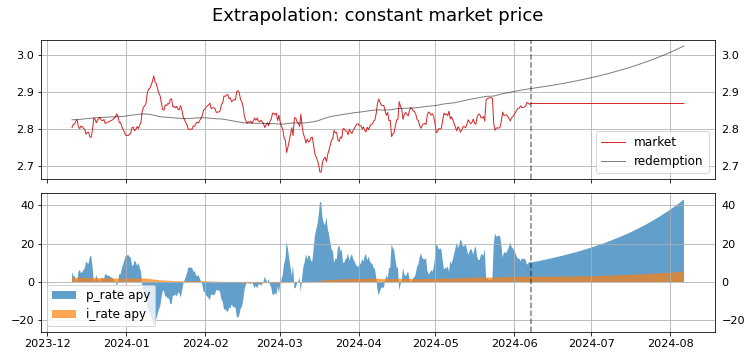 Extrapolation: constant market price
3.0 3.0
2.9 2.9
2.8 2.8
2.7 2.7
market
redemption
40 40
20 20
0 0
−20 −20
p_rate apy
i_rate apy
2023-12 2024-01 2024-02 2024-03 2024-04 2024-05 2024-06 2024-07 2024-08